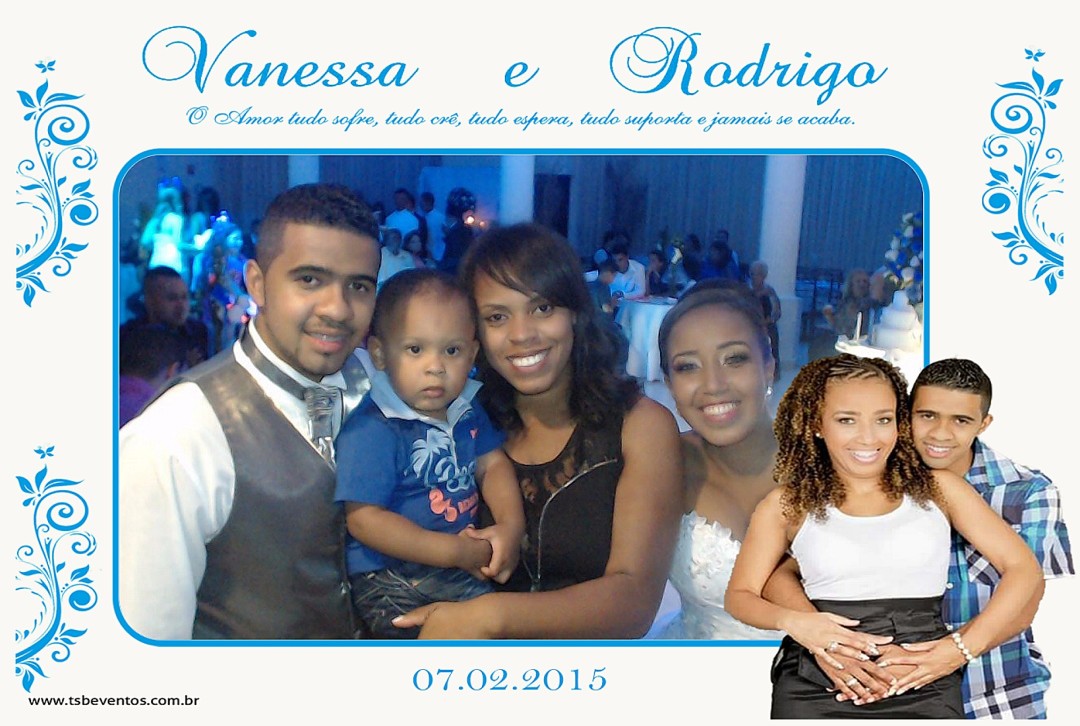 Vanessa e Rodrigo
O Amor tudo sofre, tudo crê, tudo espera, tudo suporta e jamais se acaba.
07.02.2015
www.tsbeventos.com.br